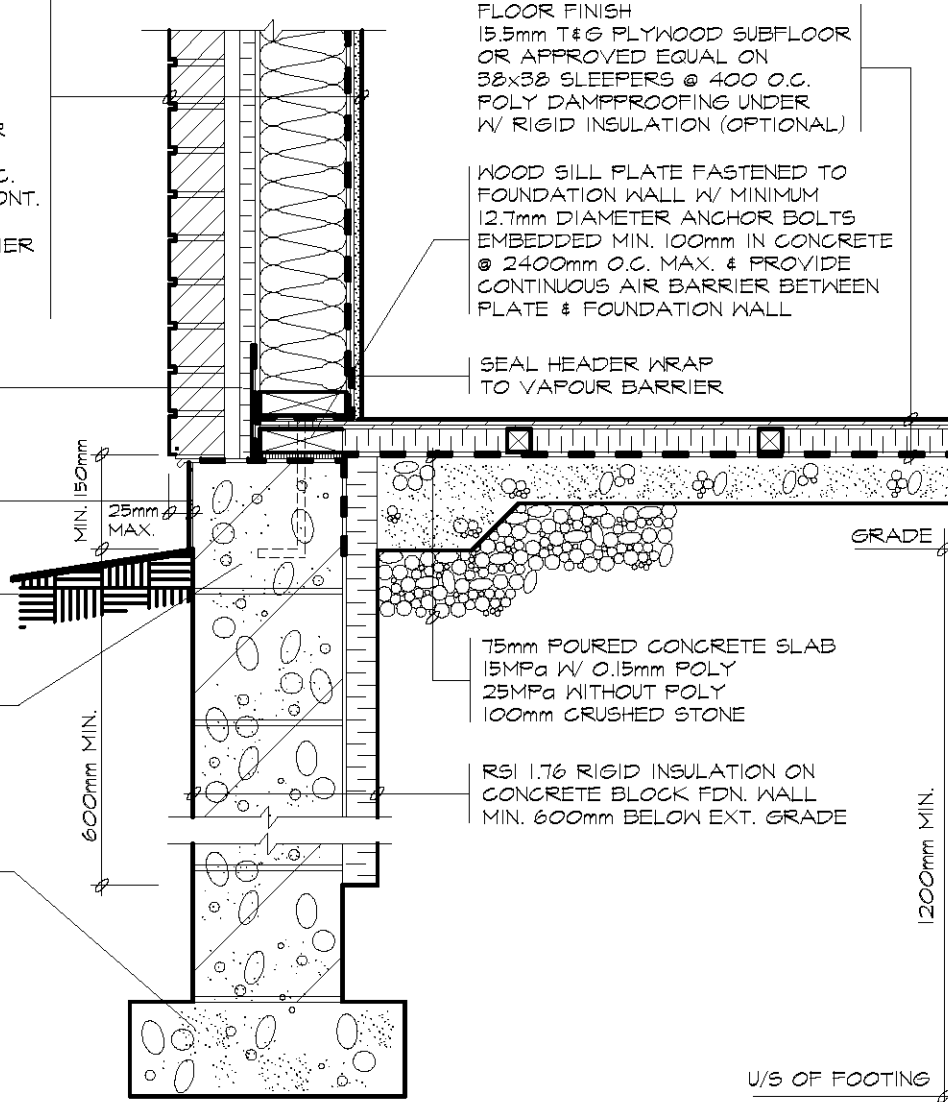 FLOOR FINISH
15.5mm T&G PLYWOOD SUBFLOOR
OR APPROVED EQUAL ON
38x38 SLEEPERS @ 400 O.C.
POLY DAMPPROOFING UNDER
W/ RIGID INSULATION (OPTIONAL)
R
C.
ONT.
IER
WOOD SILL PLATE FASTENED TO
FOUNDATION WALL W/ MINIMUM
12.7mm DIAMETER ANCHOR BOLTS
EMBEDDED MIN. 100mm IN CONCRETE
@ 2400mm O.C. MAX. & PROVIDE
CONTINUOUS AIR BARRIER BETWEEN
PLATE & FOUNDATION WALL
SEAL HEADER WRAP
TO VAPOUR BARRIER
MIN. 150mm
25mm
MAX.
GRADE
75mm POURED CONCRETE SLAB
15MPa W/ 0.15mm POLY
25MPa WITHOUT POLY
100mm CRUSHED STONE
600mm MIN.
RSI 1.76 RIGID INSULATION ON
CONCRETE BLOCK FDN. WALL
MIN. 600mm BELOW EXT. GRADE
1200mm MIN.
U/S OF FOOTING